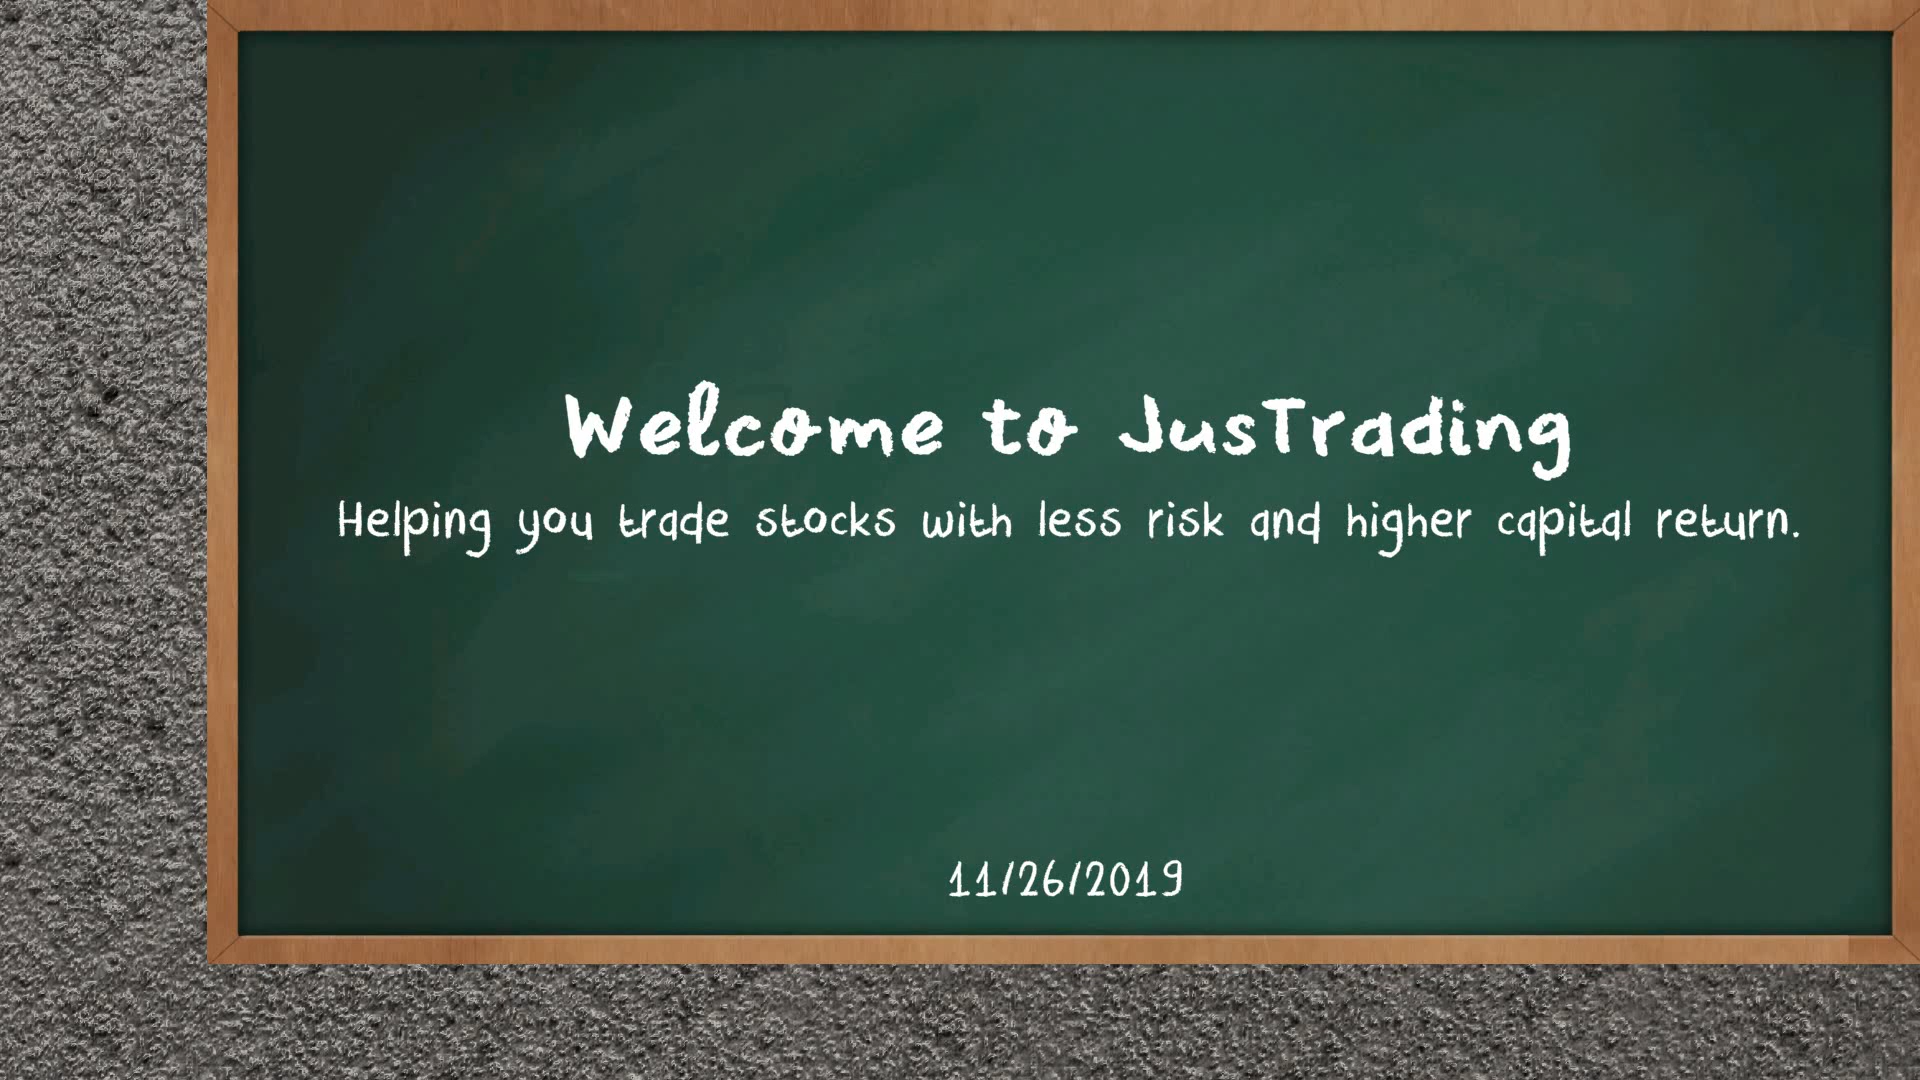 Welcome to JusTrading
Helping you trade stocks with less risk and higher capital return.
11/26/2019